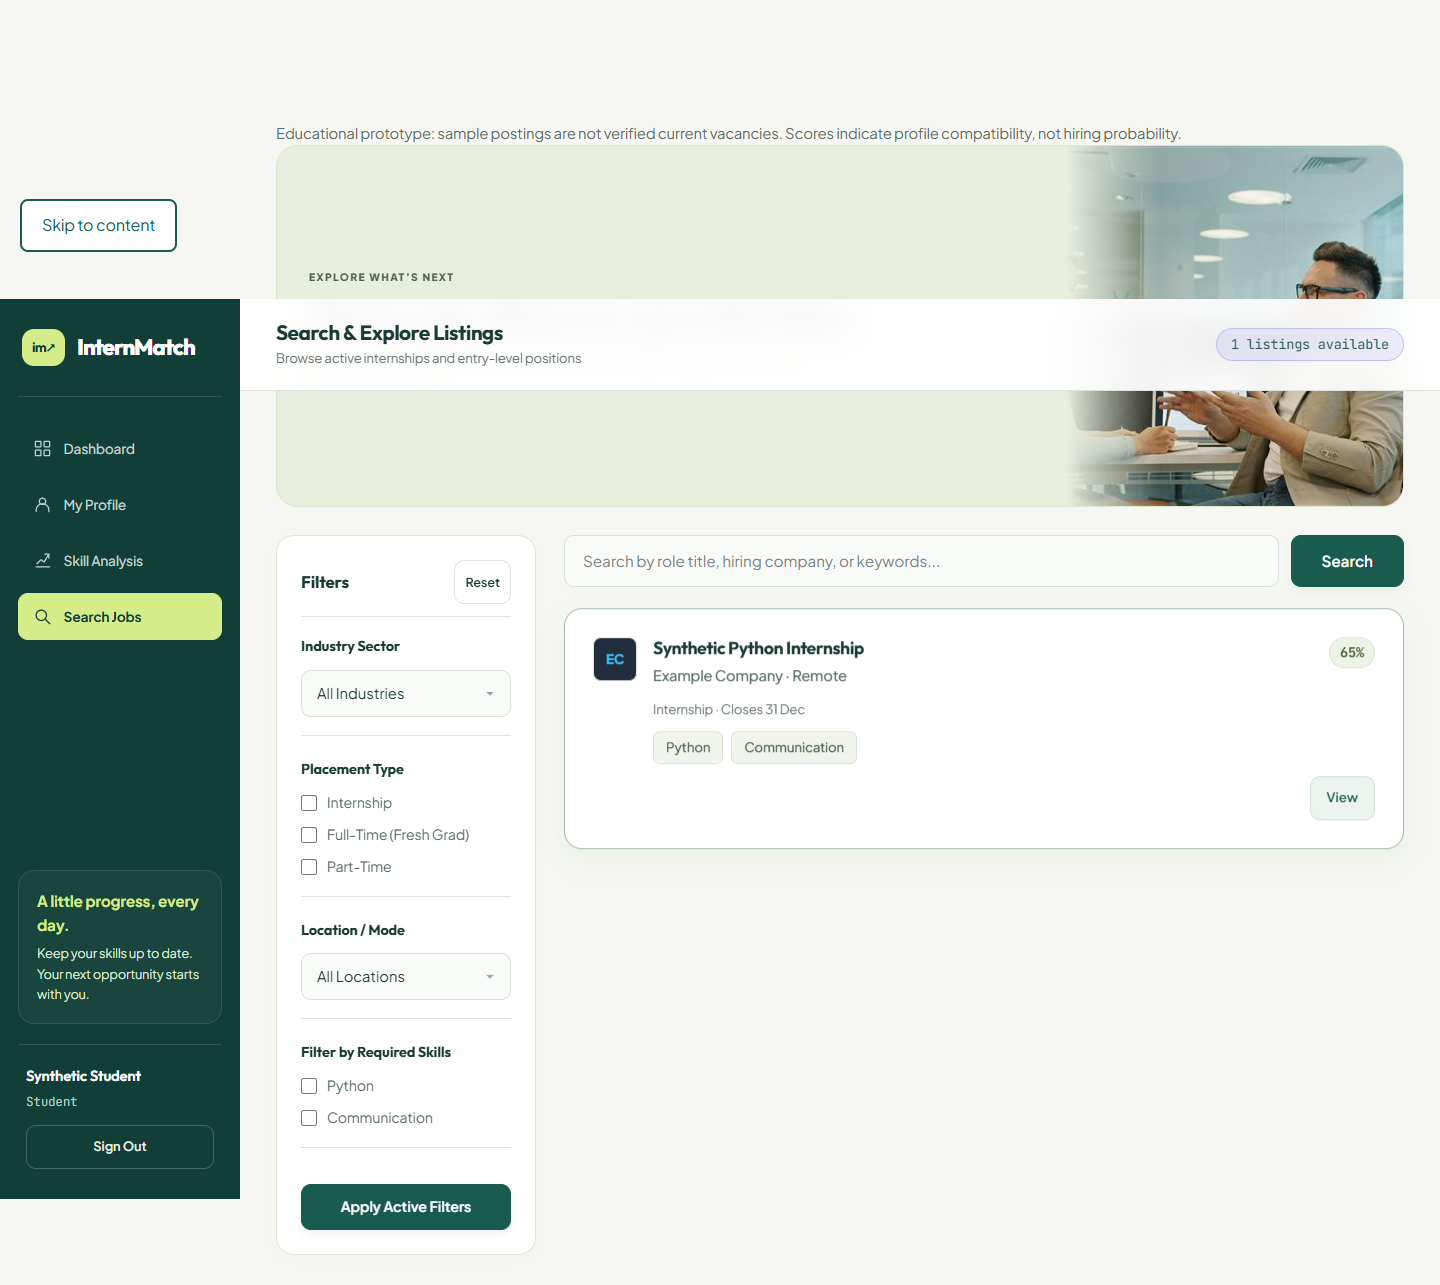 Educational prototype: sample postings are not verified current vacancies. Scores indicate profile compatibility, not hiring probability.
Skip to content
EXPLORE WHAT'S NEXT
im↗ InternMatch
Search & Explore Listings
Browse active internships and entry-level positions
1 listings available
Dashboard
My Profile
Skill Analysis
Search Jobs
A little progress, every
day.
Keep your skills up to date.
Your next opportunity starts
with you.
Synthetic Student
Student
Sign Out
Filters
Reset
Industry Sector
All Industries
Placement Type
Internship
Full-Time (Fresh Grad)
Part-Time
Location / Mode
All Locations
Filter by Required Skills
Python
Communication
Apply Active Filters
Search by role title, hiring company, or keywords...
Search
EC
Synthetic Python Internship
65%
Example Company · Remote
Internship · Closes 31 Dec
Python
Communication
View